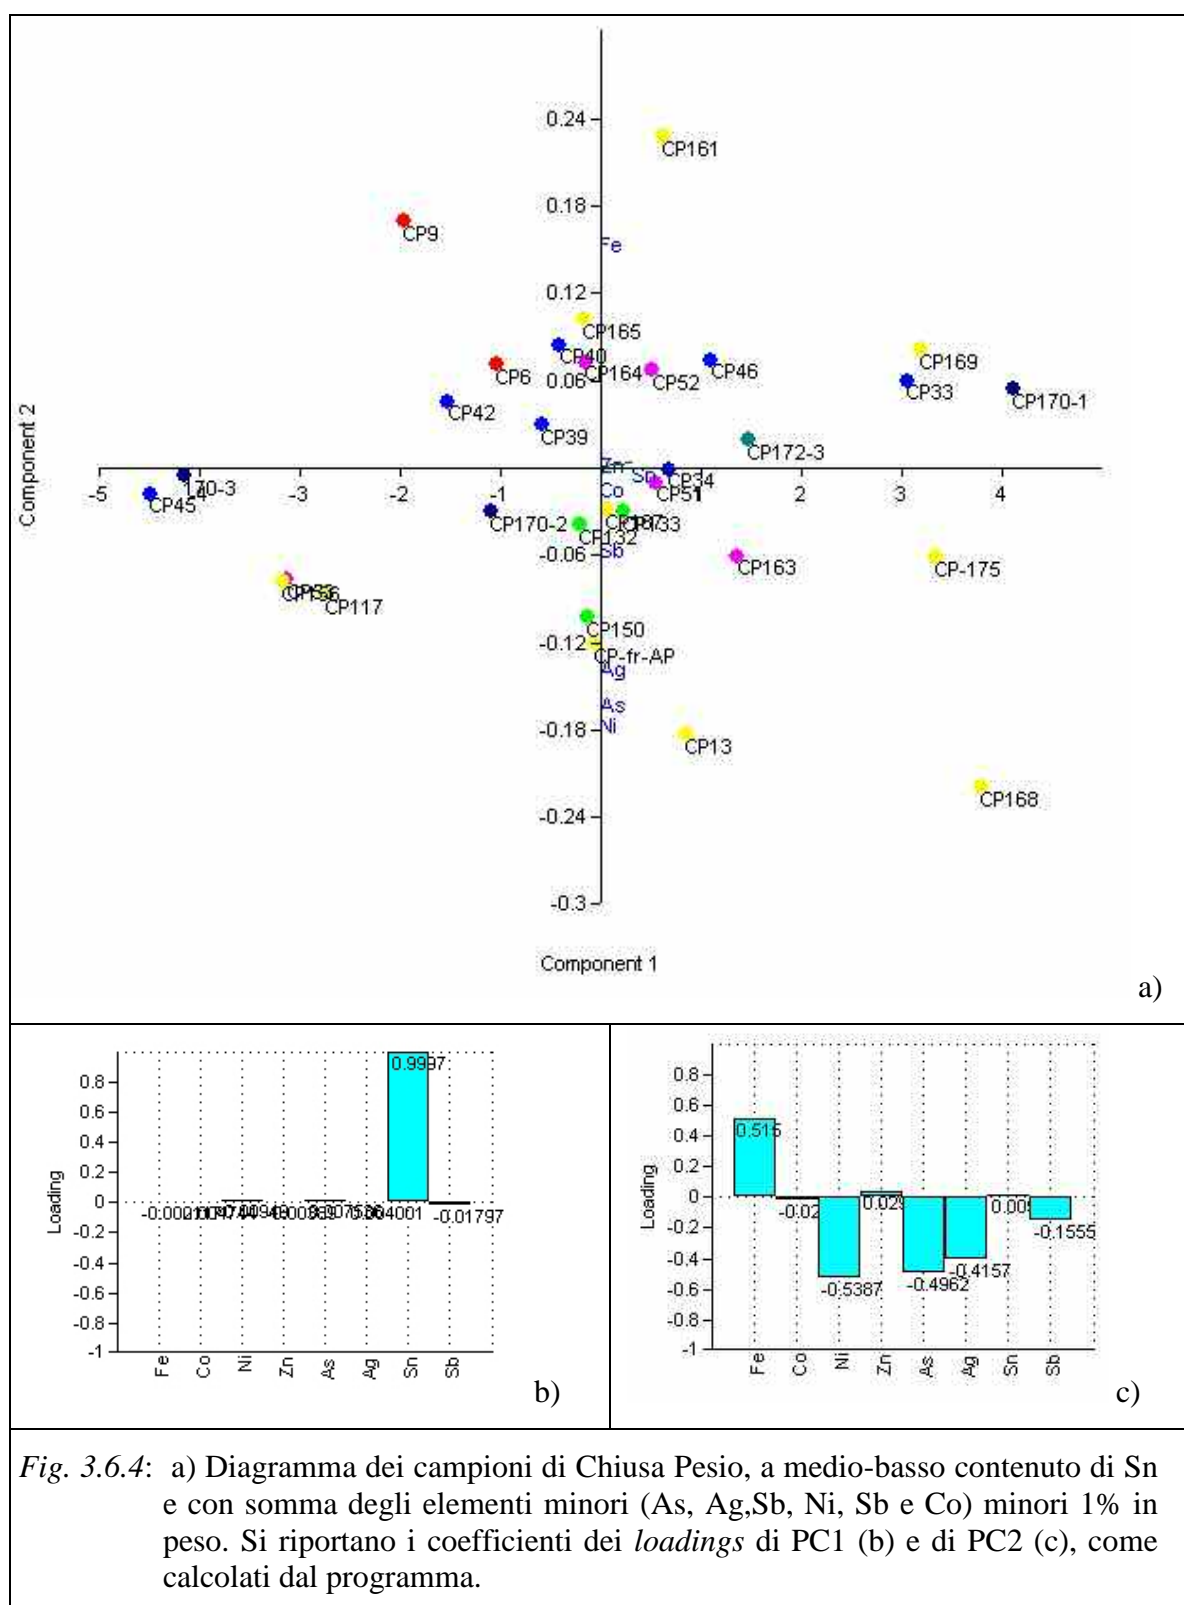 0.24
CP161
0.18
CP9
Fe
0.12
CP165
CP40
CP164
CP169
CP6
0.06
CP52
CP46
CP33
CP170-1
CP42
CP39
CP172-3
Component 2
Zn
Sn
CP34
-5
170-3
-4
-3
-2
-1
Co
CP51
1
2
3
4
CP45
CP170-2
CP133
CP132
-0.06
Sb
CP163
CP-175
CP156
CP117
CP150
-0.12
CP-fr-AP
Ag
As
-0.18
Ni
CP13
CP168
-0.24
-0.3
Component 1
a)
0.8
0.6
0.4
0.2
0
-0.2
-0.4
-0.6
-0.8
-1
Loading
0.9997
-0.01797
Fe
Co
Ni
Zn
As
Ag
Sn
Sb
b)
0.8
0.6
0.4
0.2
0
-0.2
-0.4
-0.6
-0.8
-1
Loading
0.515
-0.02
-0.5387
0.029
-0.4962
-0.4157
-0.1555
Fe
Co
Ni
Zn
As
Ag
Sn
Sb
c)
Fig. 3.6.4: a) Diagramma dei campioni di Chiusa Pesio, a medio-basso contenuto di Sn
e con somma degli elementi minori (As, Ag,Sb, Ni, Sb e Co) minori 1% in
peso. Si riportano i coefficienti dei loadings di PC1 (b) e di PC2 (c), come
calcolati dal programma.